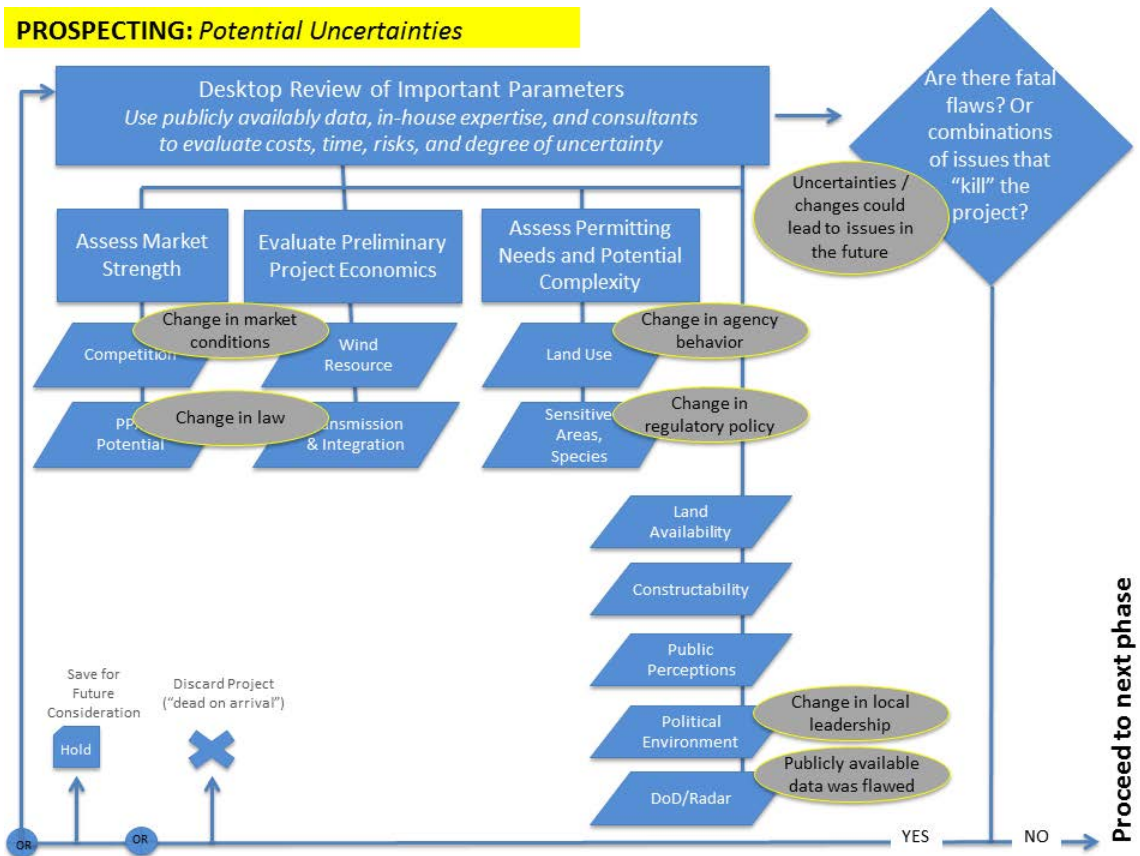 PROSPECTING: Potential Uncertainties
Desktop Review of Important Parameters
Use publicly availably data, in-house expertise, and consultants
to evaluate costs, time, risks, and degree of uncertainty
Are there fatal
flaws? Or
combinations
of issues that
“kill” the
project?
Uncertainties /
changes could
lead to issues in
the future
Assess Market
Strength
Evaluate Preliminary
Project Economics
Assess Permitting
Needs and Potential
Complexity
Change in market
conditions
Change in agency
behavior
Competition
Wind
Resource
Land Use
Change in law
Change in
regulatory policy
Potential
& Integration
Sensitive
Areas,
Species
Land
Availability
Constructability
Public
Perceptions
Political
Environment
Change in local
leadership
Publicly available
data was flawed
DoD/Radar
Save for
Future
Consideration
Hold
Discard Project
(“dead on arrival”)
OR
OR
YES
NO
Proceed to next phase